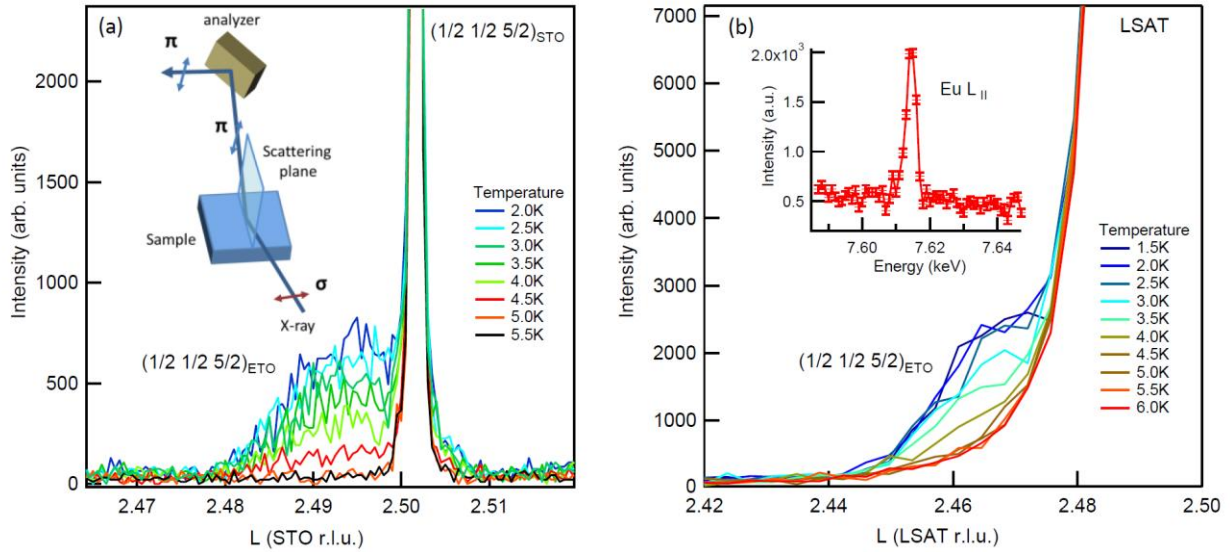 (a)
analyzer
π
π
Scattering
plane
Sample
σ
X-ray
(1/2 1/2 5/2)STO
(1/2 1/2 5/2)ETO
Temperature
2.0K
2.5K
3.0K
3.5K
4.0K
4.5K
5.0K
5.5K
Intensity (arb. units)
2000
1500
1000
500
0
2.47
2.48
2.49
2.50
2.51
L (STO r.l.u.)
(b)
LSAT
Eu L II
Intensity (a.u.)
2.0x10³
1.5
1.0
0.5
7.60
7.62
7.64
Energy (keV)
(1/2 1/2 5/2)ETO
Temperature
1.5K
2.0K
2.5K
3.0K
3.5K
4.0K
4.5K
5.0K
5.5K
6.0K
Intensity (arb. units)
7000
6000
5000
4000
3000
2000
1000
0
2.42
2.44
2.46
2.48
2.50
L (LSAT r.l.u.)